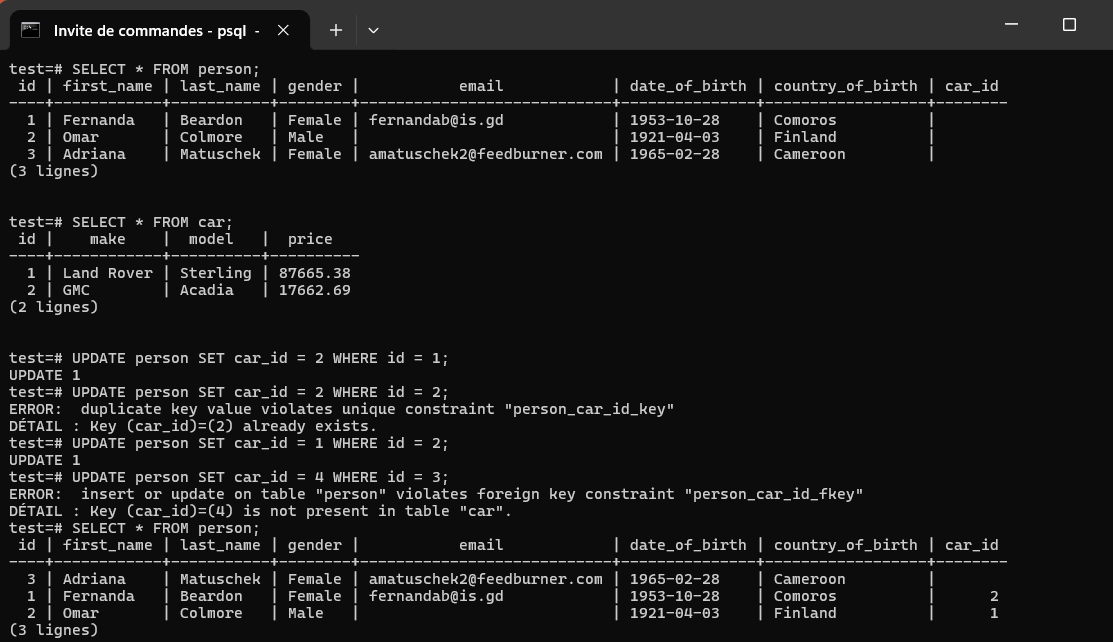 Invite de commandes - psql -
test=# SELECT * FROM person;
 id | first_name | last_name | gender |           email            | date_of_birth | country_of_birth | car_id
----+------------+-----------+--------+----------------------------+---------------+------------------+--------
  1 | Fernanda   | Beardon   | Female | fernandab@is.gd            | 1953-10-28    | Comoros          |
  2 | Omar       | Colmore   | Male   |                            | 1921-04-03    | Finland          |
  3 | Adriana    | Matuschek | Female | amatuschek2@feedburner.com | 1965-02-28    | Cameroon         |
(3 lignes)
test=# SELECT * FROM car;
 id |    make    |  model   |  price
----+------------+----------+----------
  1 | Land Rover | Sterling | 87665.38
  2 | GMC        | Acadia   | 17662.69
(2 lignes)
test=# UPDATE person SET car_id = 2 WHERE id = 1;
UPDATE 1
test=# UPDATE person SET car_id = 2 WHERE id = 2;
ERROR:  duplicate key value violates unique constraint "person_car_id_key"
DÉTAIL : Key (car_id)=(2) already exists.
test=# UPDATE person SET car_id = 1 WHERE id = 2;
UPDATE 1
test=# UPDATE person SET car_id = 4 WHERE id = 3;
ERROR:  insert or update on table "person" violates foreign key constraint "person_car_id_fkey"
DÉTAIL : Key (car_id)=(4) is not present in table "car".
test=# SELECT * FROM person;
 id | first_name | last_name | gender |           email            | date_of_birth | country_of_birth | car_id
----+------------+-----------+--------+----------------------------+---------------+------------------+--------
  3 | Adriana    | Matuschek | Female | amatuschek2@feedburner.com | 1965-02-28    | Cameroon         |
  1 | Fernanda   | Beardon   | Female | fernandab@is.gd            | 1953-10-28    | Comoros          |      2
  2 | Omar       | Colmore   | Male   |                            | 1921-04-03    | Finland          |      1
(3 lignes)